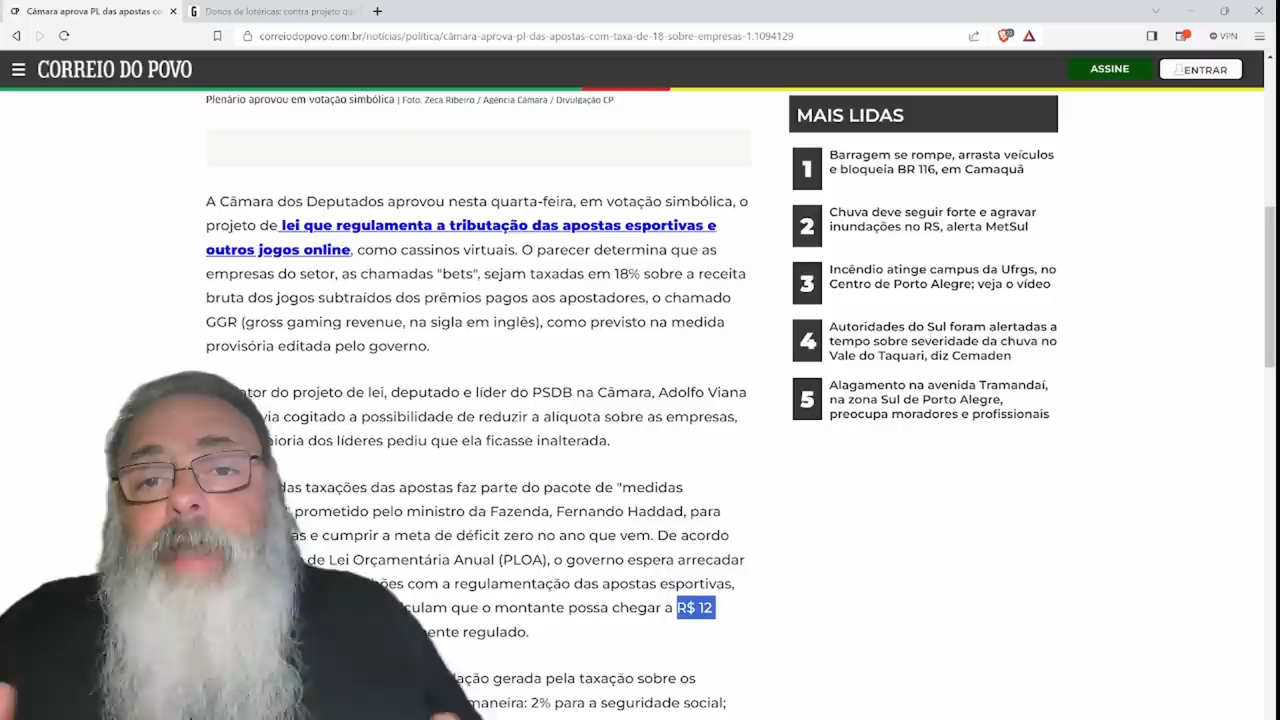 Câmara aprova PL das apostas co
Donos de lotéricas: contra projeto que
correiodopovo.com.br/notícias/política/câmara-aprova-pl-das-apostas-com-taxa-de-18-sobre-empresas-1.1094129
VPN
CORREIO DO POVO
ASSINE
ENTRAR
Plenário aprovou em votação simbólica | Foto: Zeca Ribeiro / Agência Câmara / Divulgação CP
A Câmara dos Deputados aprovou nesta quarta-feira, em votação simbólica, o
projeto de lei que regulamenta a tributação das apostas esportivas e
outros jogos online, como cassinos virtuais. O parecer determina que as
empresas do setor, as chamadas "bets", sejam taxadas em 18% sobre a receita
bruta dos jogos subtraídos dos prêmios pagos aos apostadores, o chamado
GGR (gross gaming revenue, na sigla em inglês), como previsto na medida
provisória editada pelo governo.
do projeto de lei, deputado e líder do PSDB na Câmara, Adolfo Viana
cogitado a possibilidade de reduzir a alíquota sobre as empresas,
dos líderes pediu que ela ficasse inalterada.
das taxações das apostas faz parte do pacote de "medidas
prometido pelo ministro da Fazenda, Fernando Haddad, para
e cumprir a meta de déficit zero no ano que vem. De acordo
de Lei Orçamentária Anual (PLOA), o governo espera arrecadar
com a regulamentação das apostas esportivas,
que o montante possa chegar a R$ 12
regulado.
gerada pela taxação sobre os
maneira: 2% para a seguridade social;
MAIS LIDAS
1 Barragem se rompe, arrasta veículos
e bloqueia BR 116, em Camaquã
2 Chuva deve seguir forte e agravar
inundações no RS, alerta MetSul
3 Incêndio atinge campus da Ufrgs, no
Centro de Porto Alegre; veja o vídeo
4 Autoridades do Sul foram alertadas a
tempo sobre severidade da chuva no
Vale do Taquari, diz Cemaden
5 Alagamento na avenida Tramandaí,
na zona Sul de Porto Alegre,
preocupa moradores e profissionais